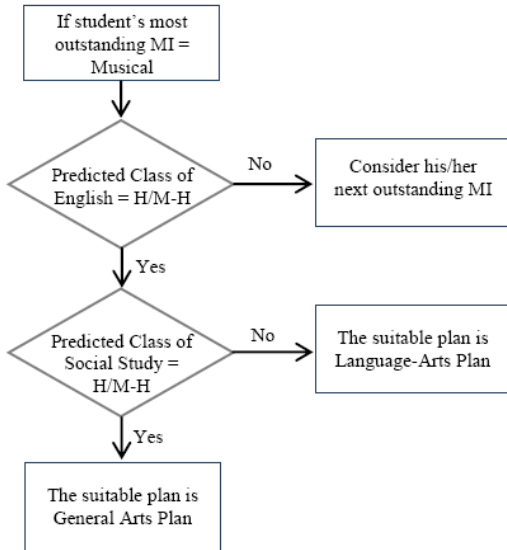 If student’s most
outstanding MI =
Musical
Predicted Class of
English = H/M-H
No
Consider his/her
next outstanding MI
Yes
Predicted Class of
Social Study =
H/M-H
No
The suitable plan is
Language-Arts Plan
Yes
The suitable plan is
General Arts Plan